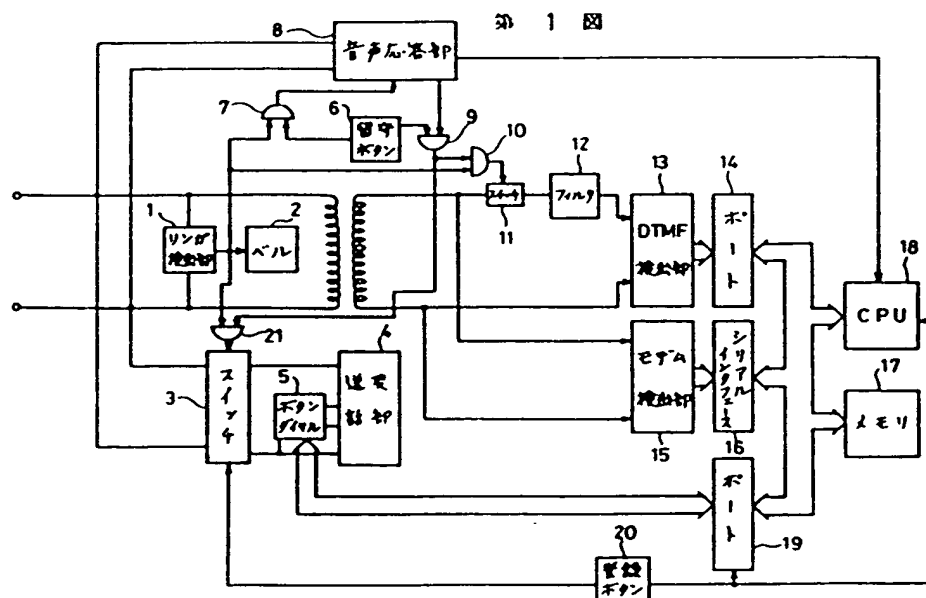 第 1 図
8
音声応答部
7
6
留守
ボタン
9
10
12
13
14
スイッチ
11
フィルタ
DTMF
検出部
ポート
1
2
リンガ
検出部
ベル
18
CPU
21
3
スイッチ
5
ボタン
ダイヤル
4
送受
話部
モデム
検出部
15
シリアル
インタフェース
16
17
メモリ
ポート
19
20
登録
ボタン